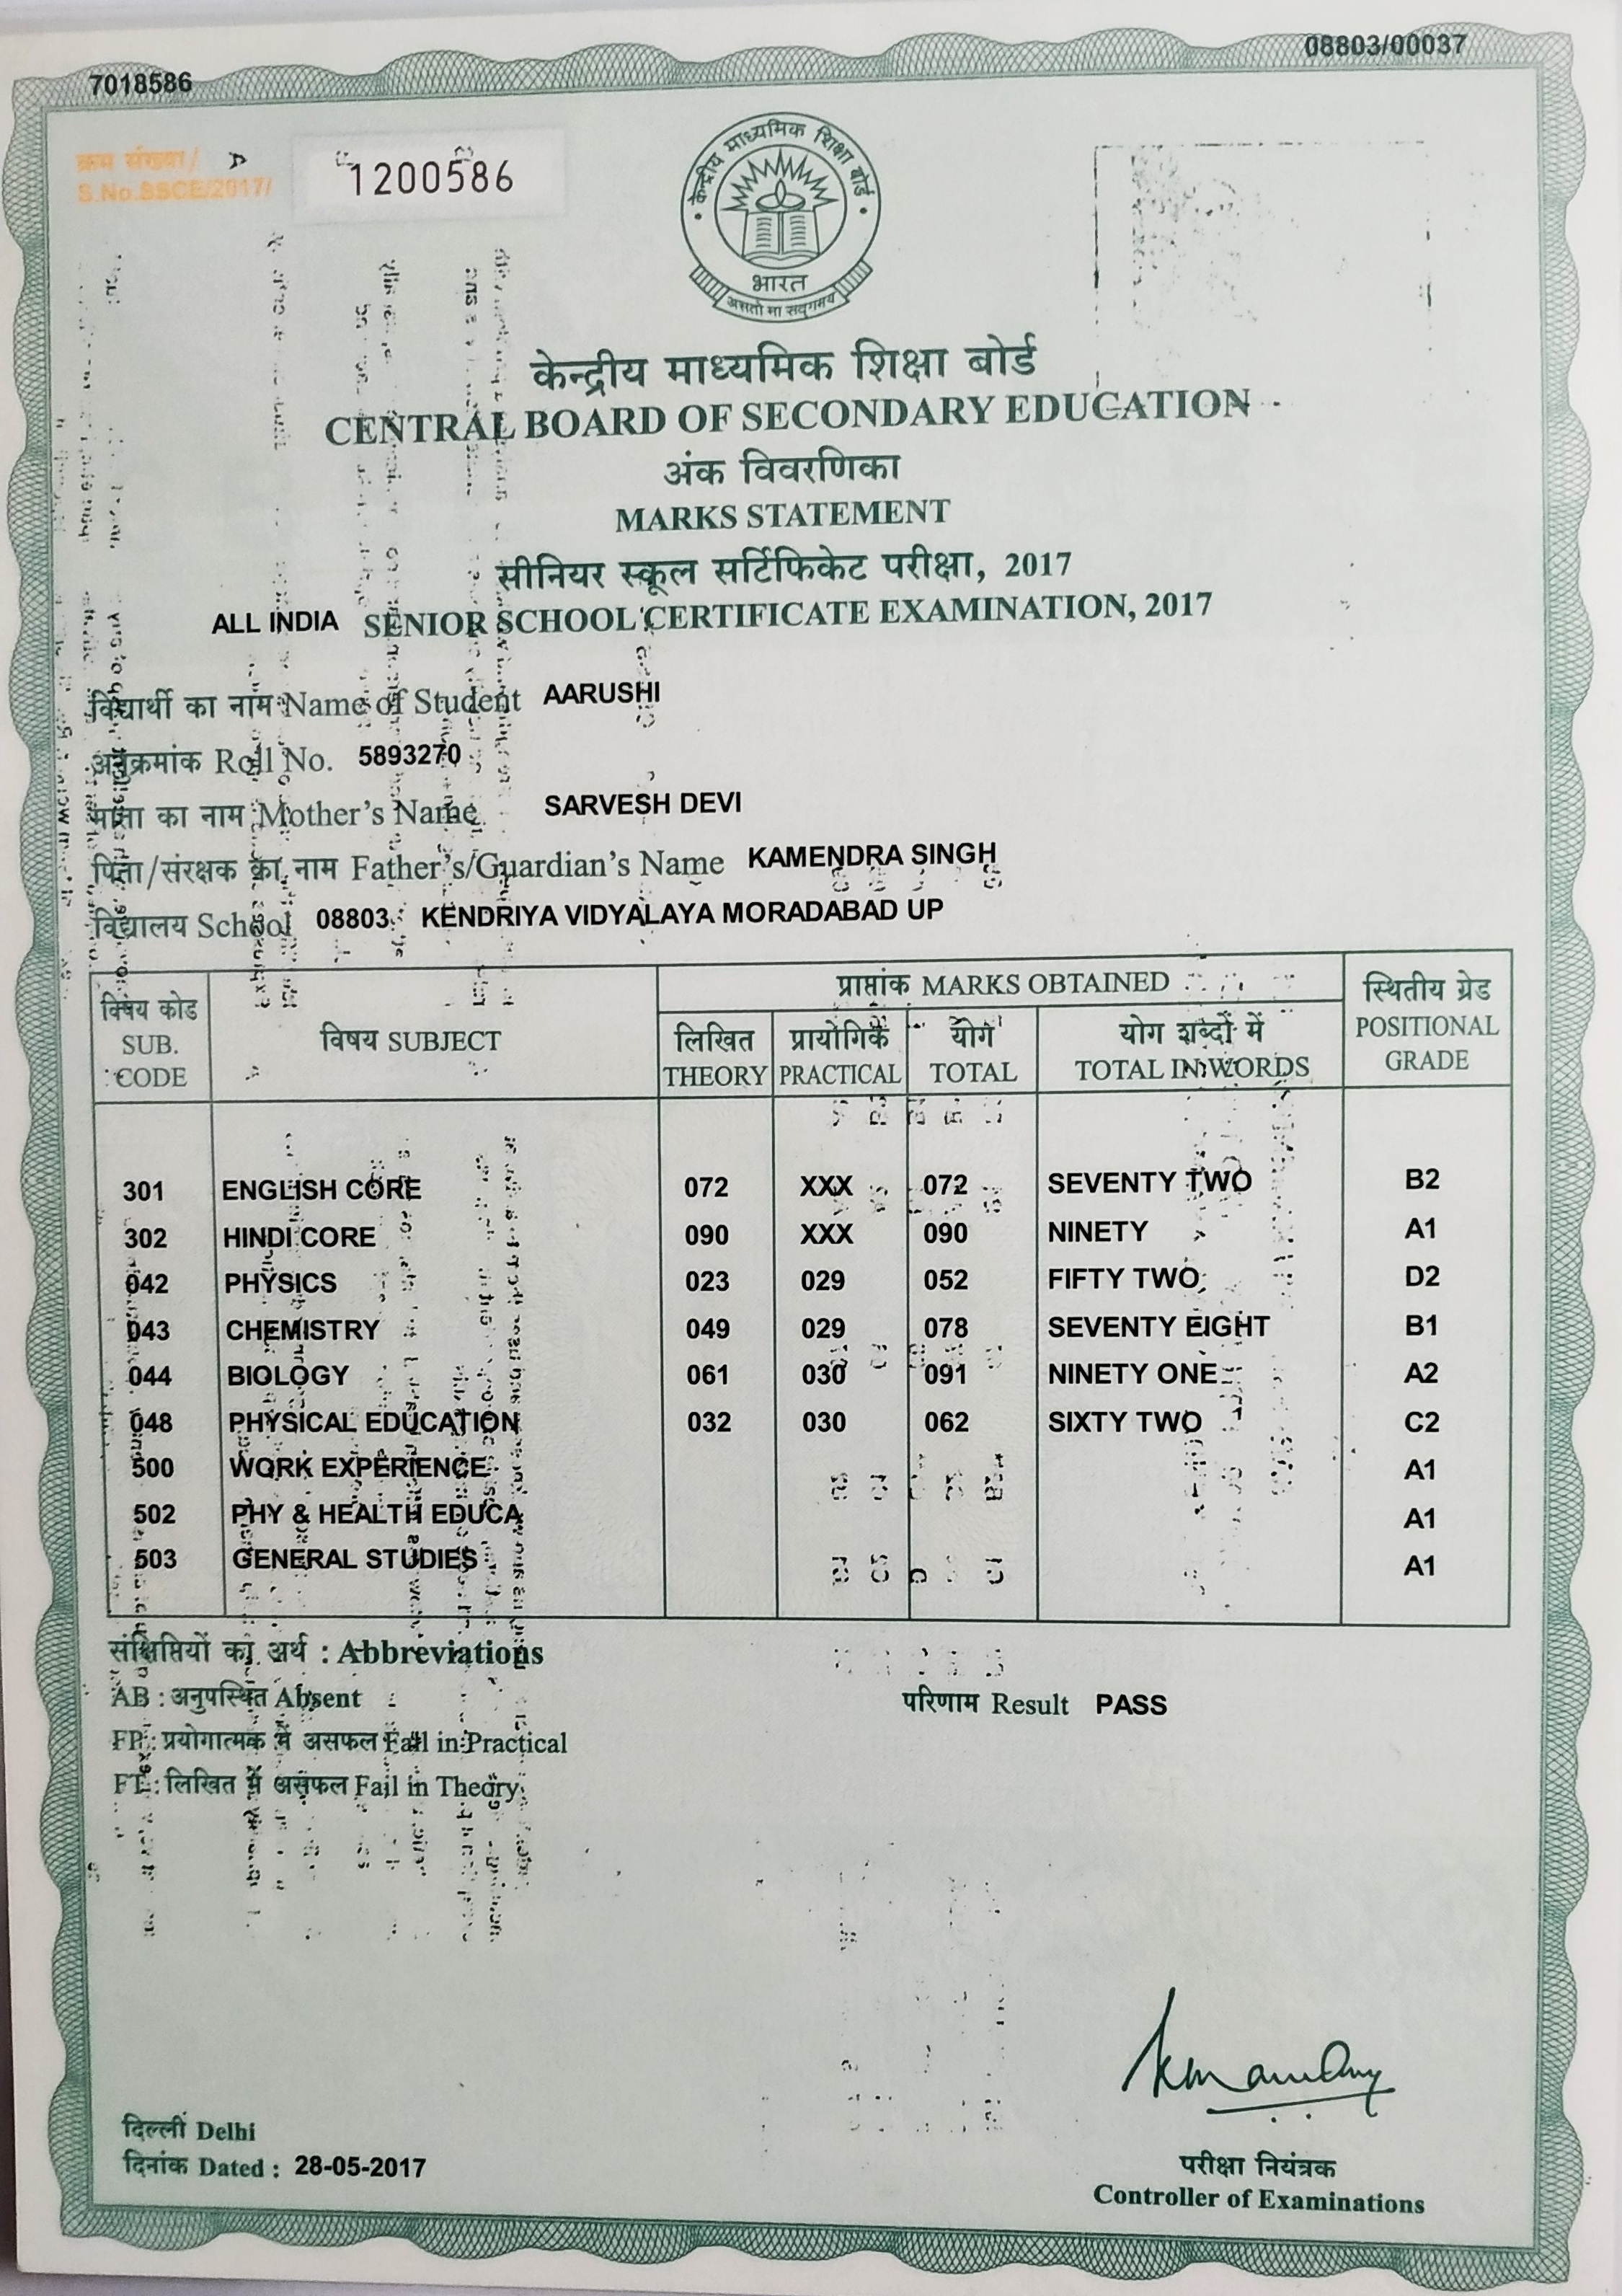 7018586
08803/00037
क्रम संख्या/
S.No.SSCE/2017/
A
1200586
केन्द्रीय माध्यमिक शिक्षा बोर्ड
भारत
असतो मा सद्गमय
केन्द्रीय माध्यमिक शिक्षा बोर्ड
CENTRAL BOARD OF SECONDARY EDUCATION
अंक विवरणिका
MARKS STATEMENT
सीनियर स्कूल सर्टिफिकेट परीक्षा, 2017
ALL INDIA SENIOR SCHOOL CERTIFICATE EXAMINATION, 2017
विद्यार्थी का नाम Name of Student AARUSHI
अनुक्रमांक Roll No. 5893270
माता का नाम Mother's Name SARVESH DEVI
पिता/संरक्षक का नाम Father's/Guardian's Name KAMENDRA SINGH
विद्यालय School 08803 KENDRIYA VIDYALAYA MORADABAD UP
विषय कोड SUB. CODE
विषय SUBJECT
प्राप्तांक MARKS OBTAINED
स्थितीय ग्रेड POSITIONAL GRADE
लिखित THEORY
प्रायोगिक PRACTICAL
योग TOTAL
योग शब्दों में TOTAL IN WORDS
301 ENGLISH CORE 072 XXX 072 SEVENTY TWO B2
302 HINDI CORE 090 XXX 090 NINETY A1
042 PHYSICS 023 029 052 FIFTY TWO D2
043 CHEMISTRY 049 029 078 SEVENTY EIGHT B1
044 BIOLOGY 061 030 091 NINETY ONE A2
048 PHYSICAL EDUCATION 032 030 062 SIXTY TWO C2
500 WORK EXPERIENCE A1
502 PHY & HEALTH EDUCA A1
503 GENERAL STUDIES A1
संक्षिप्तियों का अर्थ : Abbreviations
AB : अनुपस्थित Absent
परिणाम Result PASS
FP : प्रयोगात्मक में असफल Fail in Practical
FT : लिखित में असफल Fail in Theory
दिल्ली Delhi
दिनांक Dated : 28-05-2017
परीक्षा नियंत्रक
Controller of Examinations